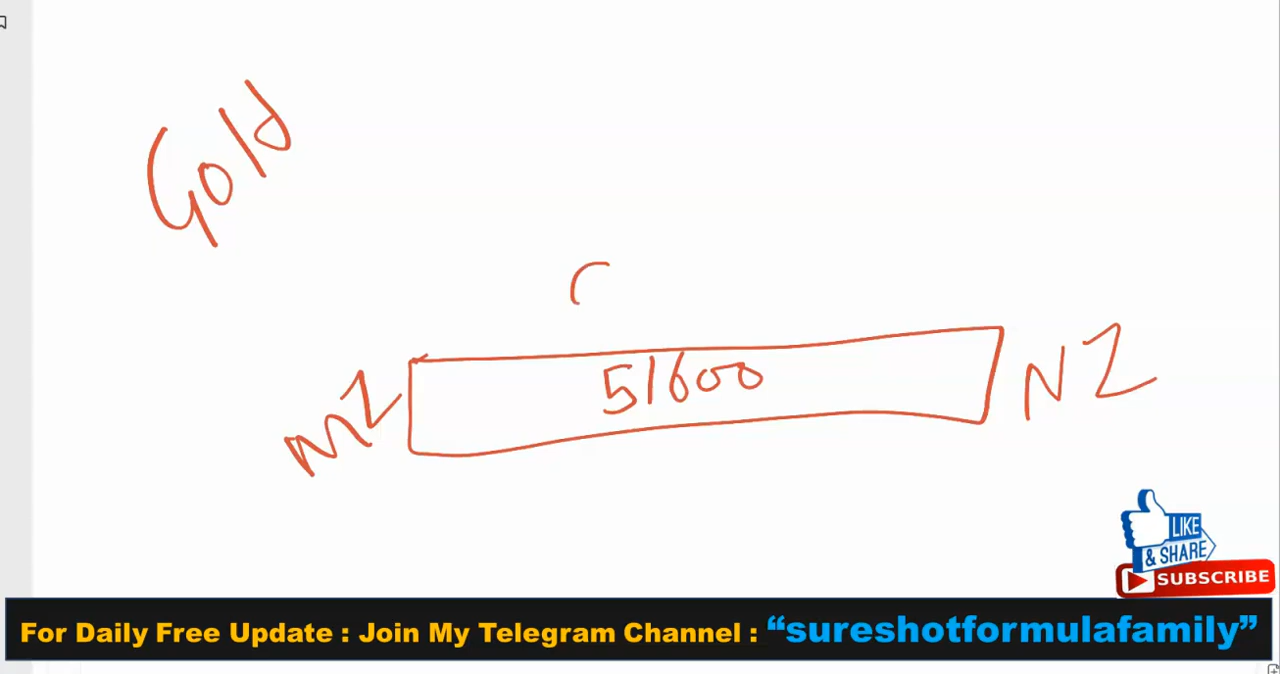 Gold
51600
MZ
NZ
LIKE
& SHARE
SUBSCRIBE
For Daily Free Update : Join My Telegram Channel : “sureshotformulafamily”